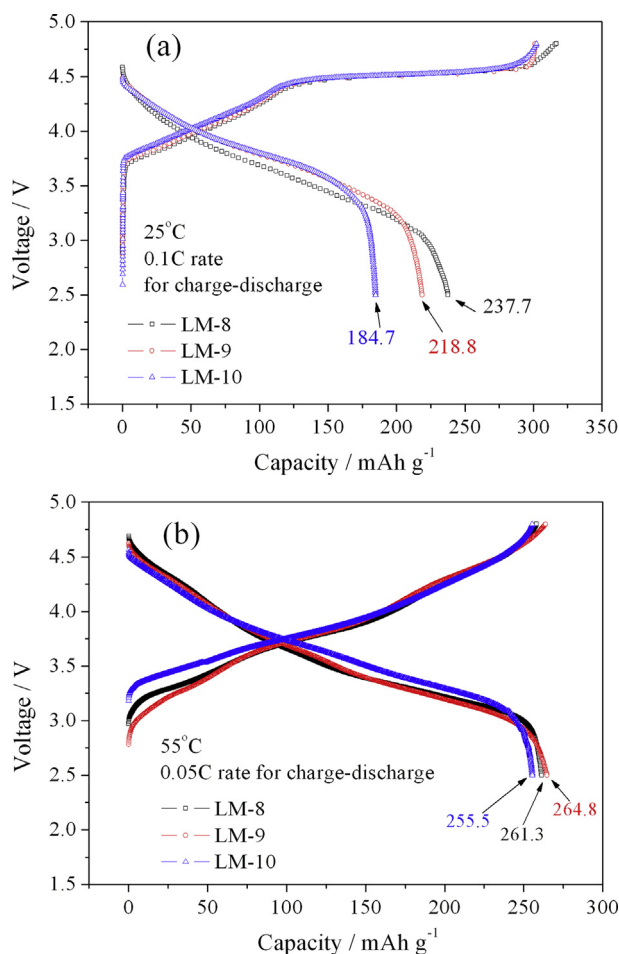 (a)
5.0
4.5
4.0
3.5
3.0
2.5
2.0
1.5
Voltage / V
25°C
0.1C rate
for charge-discharge
LM-8
LM-9
LM-10
237.7
184.7
218.8
0 50 100 150 200 250 300 350
Capacity / mAh g⁻¹
(b)
5.0
4.5
4.0
3.5
3.0
2.5
2.0
1.5
Voltage / V
55°C
0.05C rate for charge-discharge
LM-8
LM-9
LM-10
264.8
255.5
261.3
0 50 100 150 200 250 300
Capacity / mAh g⁻¹